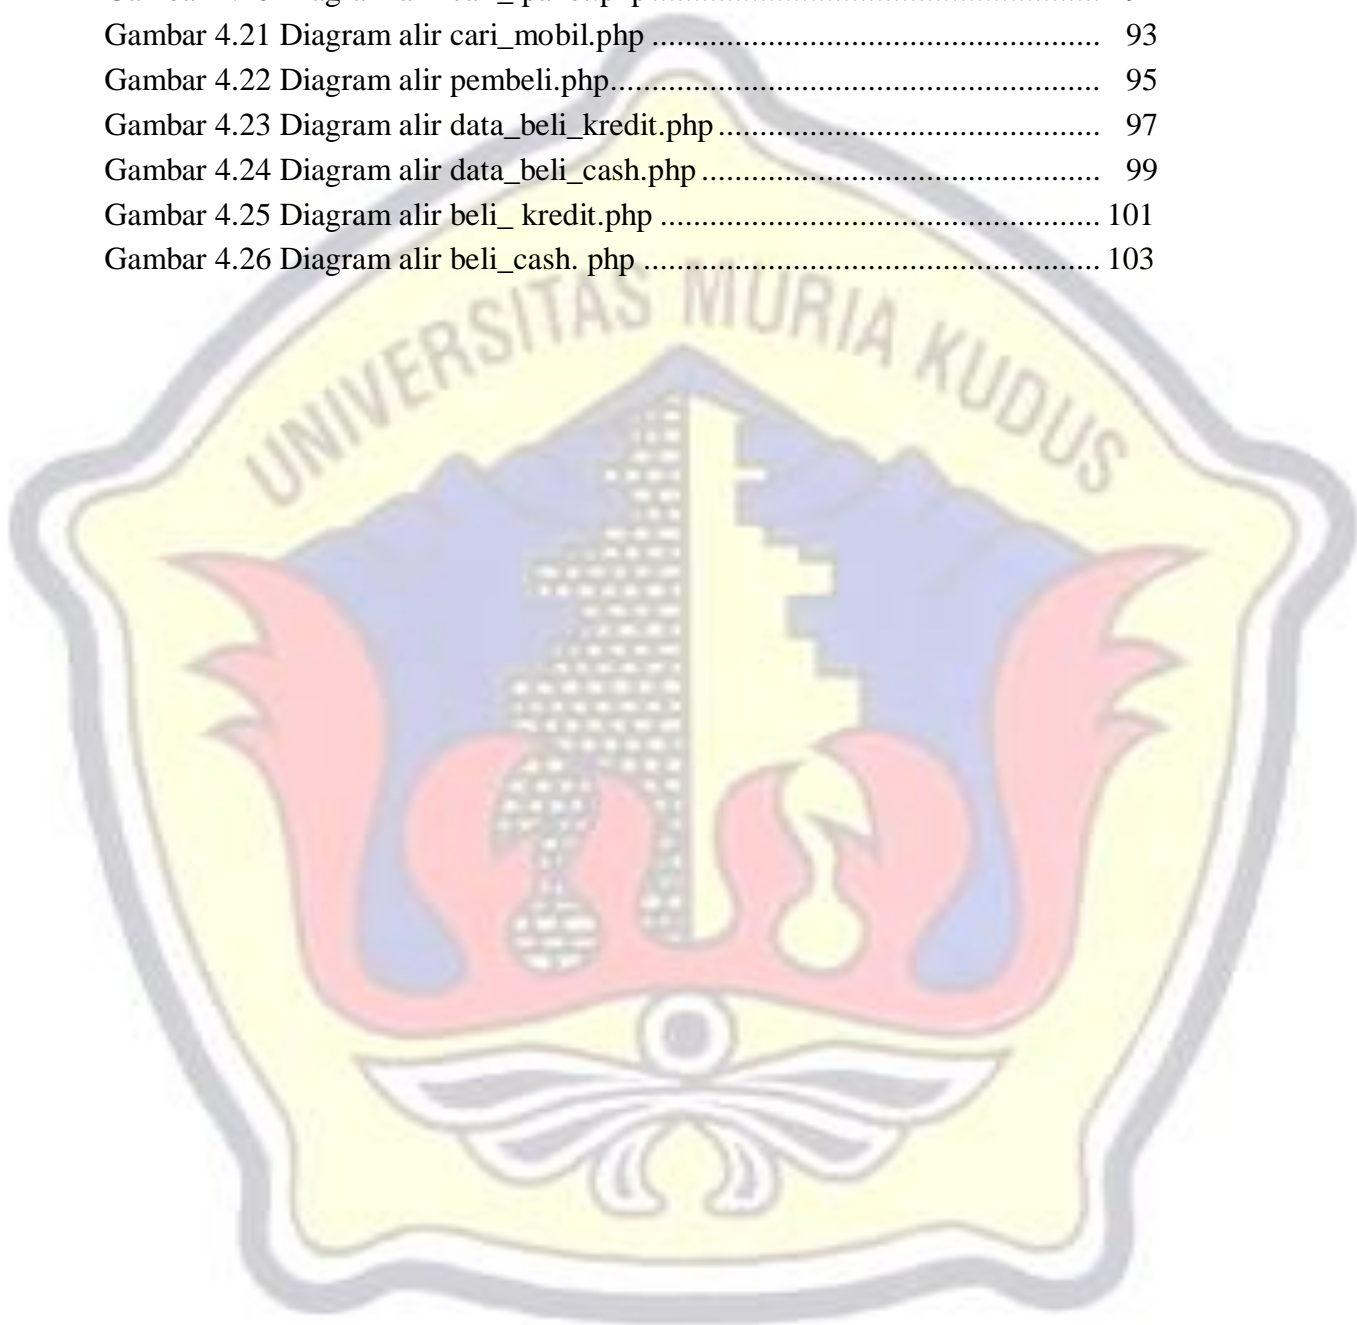 Gambar 4.21 Diagram alir cari_mobil.php ............................................................ 93
Gambar 4.22 Diagram alir pembeli.php.................................................................. 95
Gambar 4.23 Diagram alir data_beli_kredit.php .................................................... 97
Gambar 4.24 Diagram alir data_beli_cash.php ...................................................... 99
Gambar 4.25 Diagram alir beli_ kredit.php ........................................................... 101
Gambar 4.26 Diagram alir beli_cash. php ............................................................. 103
UNIVERSITAS MURIA KUDUS